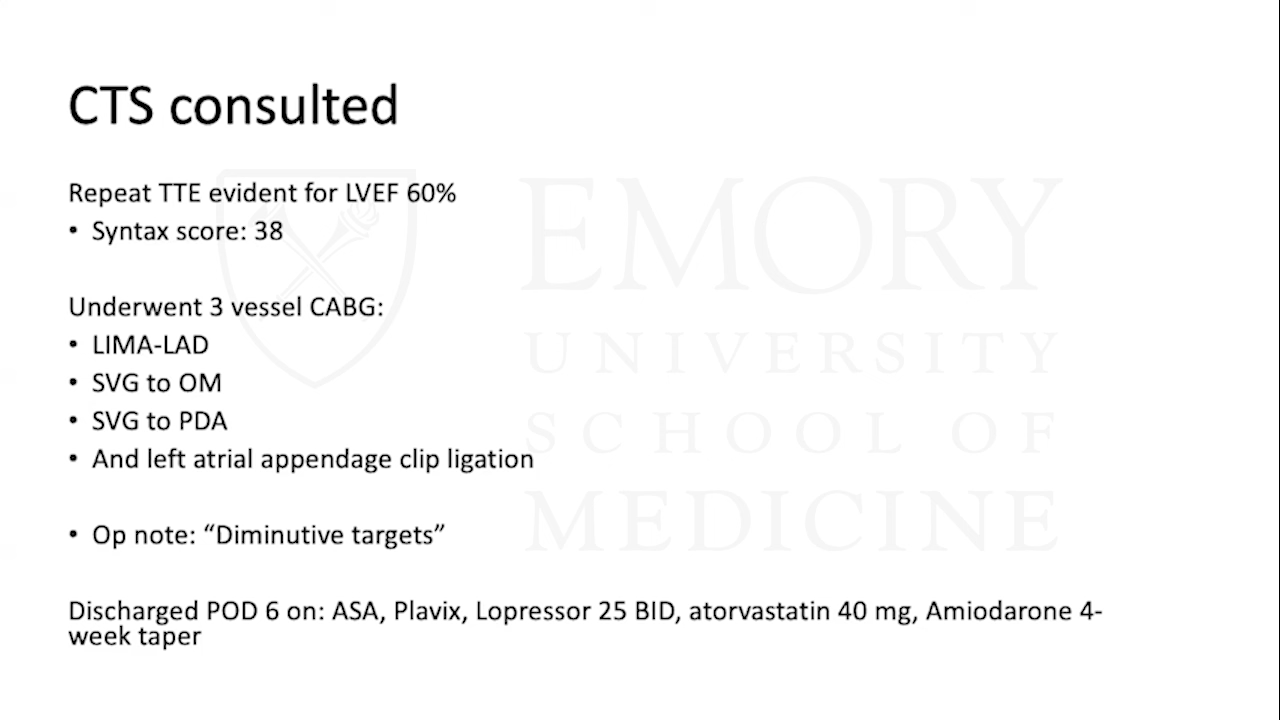 CTS consulted
Repeat TTE evident for LVEF 60%
• Syntax score: 38
Underwent 3 vessel CABG:
• LIMA-LAD
• SVG to OM
• SVG to PDA
• And left atrial appendage clip ligation
• Op note: “Diminutive targets”
Discharged POD 6 on: ASA, Plavix, Lopressor 25 BID, atorvastatin 40 mg, Amiodarone 4-
week taper
EMORY
UNIVERSITY
SCHOOL OF
MEDICINE